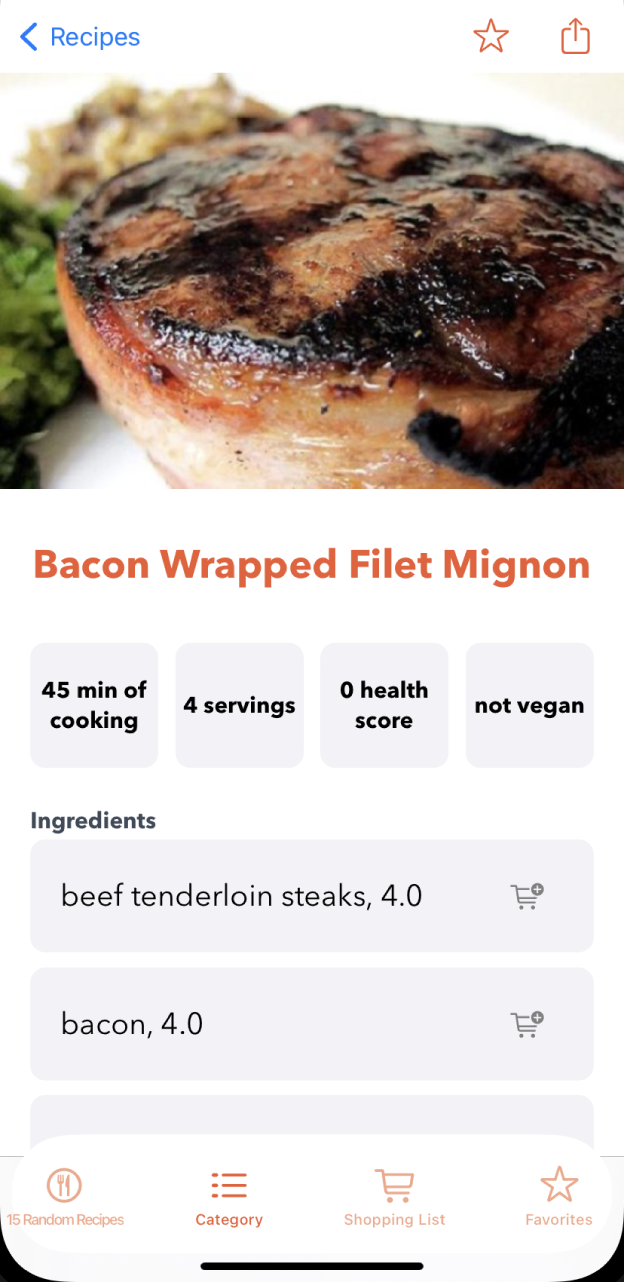 Recipes
Bacon Wrapped Filet Mignon
45 min of
cooking
4 servings
0 health
score
not vegan
Ingredients
beef tenderloin steaks, 4.0
bacon, 4.0
15 Random Recipes
Category
Shopping List
Favorites